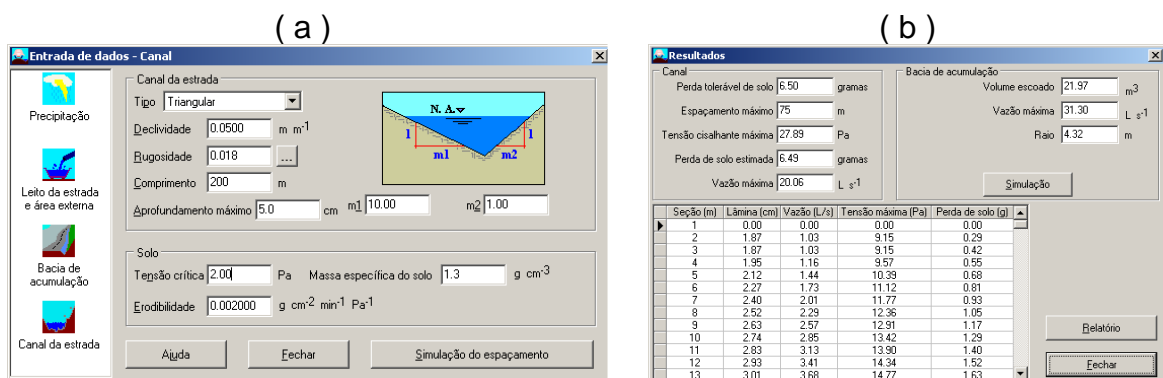 ( a )
Entrada de dados - Canal
Precipitação
Leito da estrada
e área externa
Bacia de
acumulação
Canal da estrada
Canal da estrada
Tipo Triangular
Declividade 0.0500 m m-1
Rugosidade 0.018 ...
Comprimento 200 m
Aprofundamento máximo 5.0 cm m1 10.00 m2 1.00
N. A.
1 1
m1 m2
Solo
Tensão crítica 2.00 Pa Massa específica do solo 1.3 g cm-3
Erodibilidade 0.002000 g cm-2 min-1 Pa-1
Ajuda Fechar Simulação do espaçamento
( b )
Resultados
Canal
Perda tolerável de solo 6.50 gramas
Espaçamento máximo 75 m
Tensão cisalhante máxima 27.89 Pa
Perda de solo estimada 6.49 gramas
Vazão máxima 20.06 L s-1
Bacia de acumulação
Volume escoado 21.97 m3
Vazão máxima 31.30 L s-1
Raio 4.32 m
Simulação
Seção (m) Lâmina (cm) Vazão (L/s) Tensão máxima (Pa) Perda de solo (g)
1 0.00 0.00 0.00 0.00
2 1.87 1.03 9.15 0.29
3 1.87 1.03 9.15 0.42
4 1.95 1.16 9.57 0.55
5 2.12 1.44 10.39 0.68
6 2.27 1.73 11.12 0.81
7 2.40 2.01 11.77 0.93
8 2.52 2.29 12.36 1.05
9 2.63 2.57 12.91 1.17
10 2.74 2.85 13.42 1.29
11 2.83 3.13 13.90 1.40
12 2.93 3.41 14.34 1.52
13 3.01 3.68 14.77 1.63
Relatório
Fechar